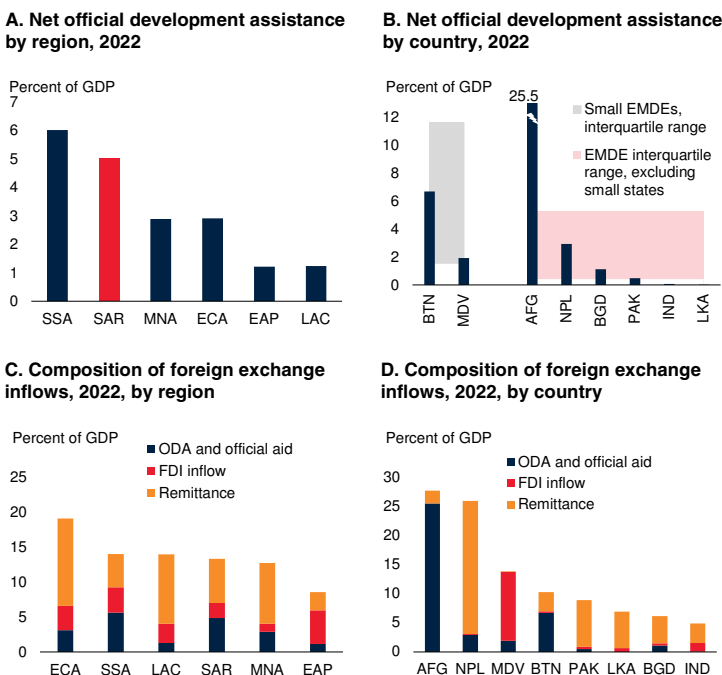 A. Net official development assistance
by region, 2022
Percent of GDP
7
6
5
4
3
2
1
0
SSA SAR MNA ECA EAP LAC
B. Net official development assistance
by country, 2022
Percent of GDP
25.5
12
10
8
6
4
2
0
Small EMDEs,
interquartile range
EMDE interquartile
range, excluding
small states
BTN MDV AFG NPL BGD PAK IND LKA
C. Composition of foreign exchange
inflows, 2022, by region
Percent of GDP
ODA and official aid
FDI inflow
Remittance
25
20
15
10
5
0
ECA SSA LAC SAR MNA EAP
D. Composition of foreign exchange
inflows, 2022, by country
Percent of GDP
ODA and official aid
FDI inflow
Remittance
30
25
20
15
10
5
0
AFG NPL MDV BTN PAK LKA BGD IND